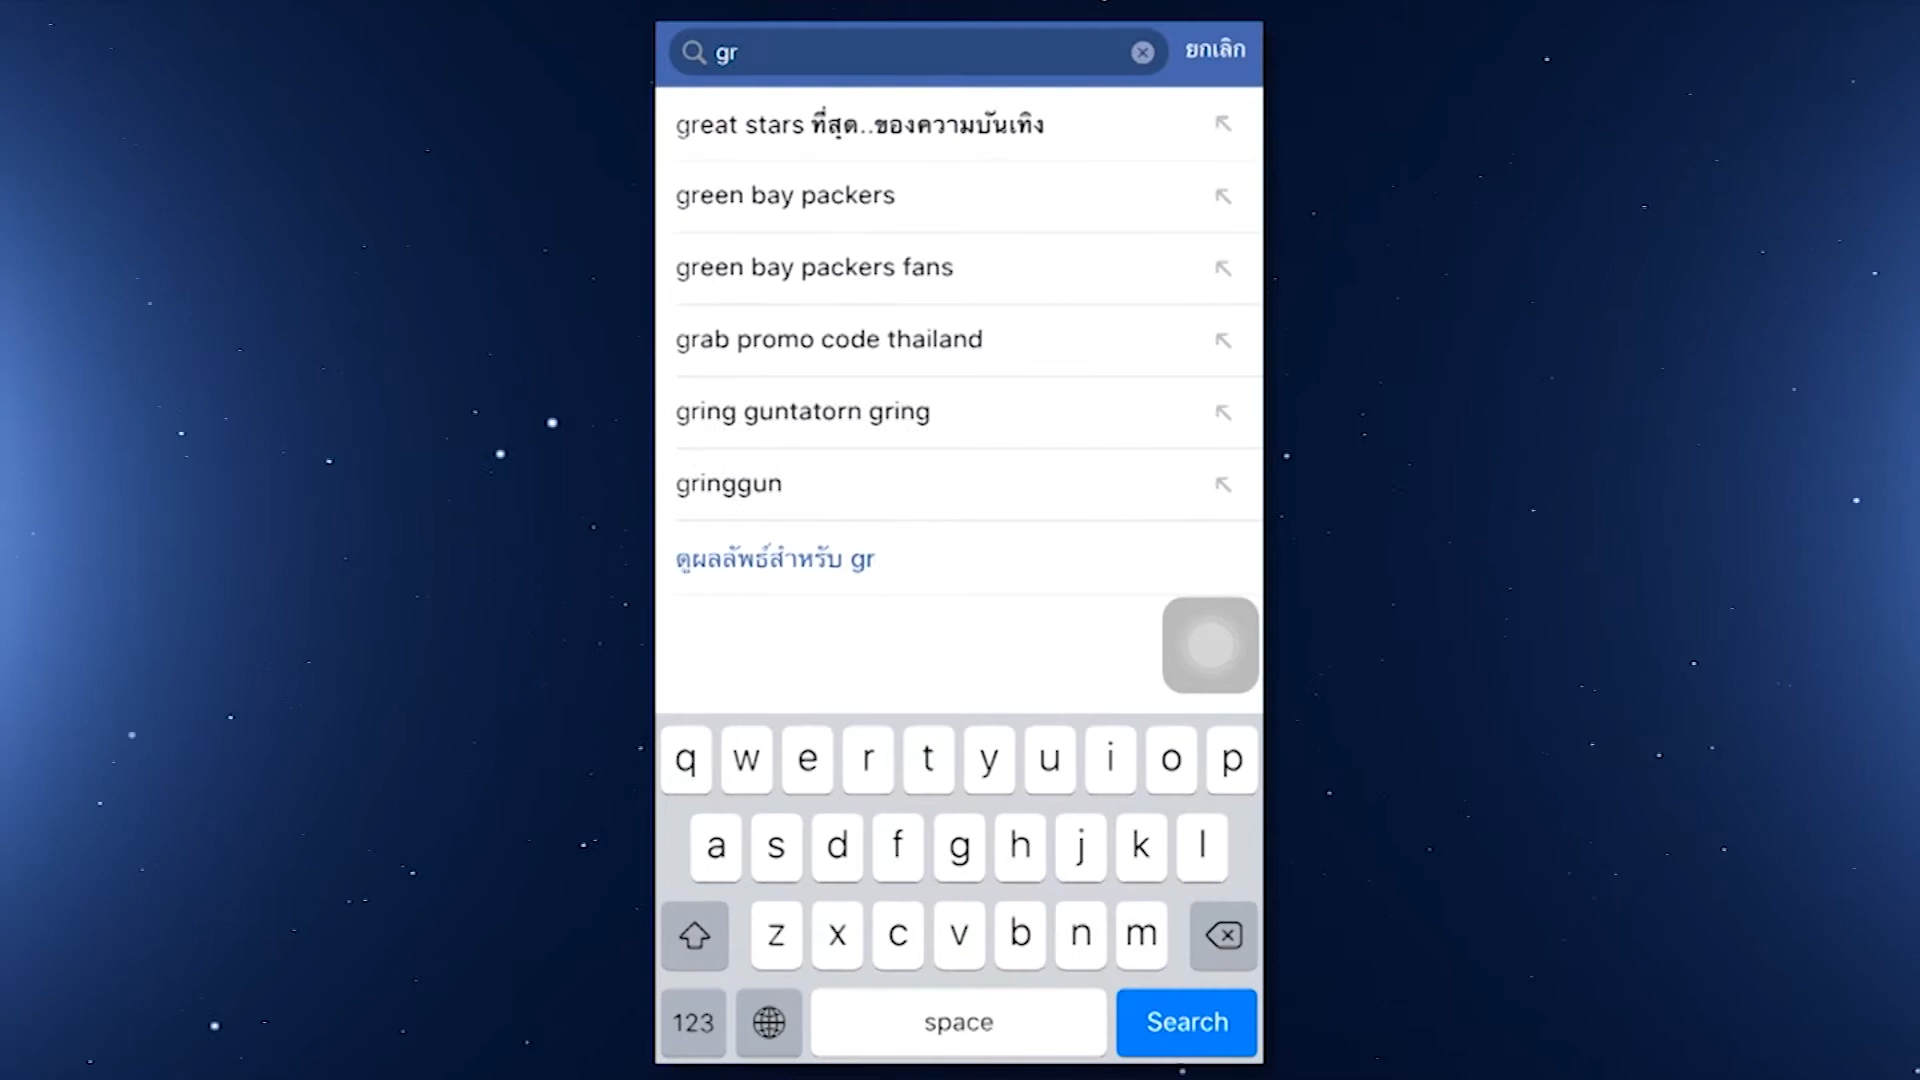 gr
ยกเลิก
great stars ที่สุด..ของความบันเทิง
green bay packers
green bay packers fans
grab promo code thailand
gring guntatorn gring
gringgun
ดูผลลัพธ์สำหรับ gr
q w e r t y u i o p
a s d f g h j k l
z x c v b n m
123 space Search